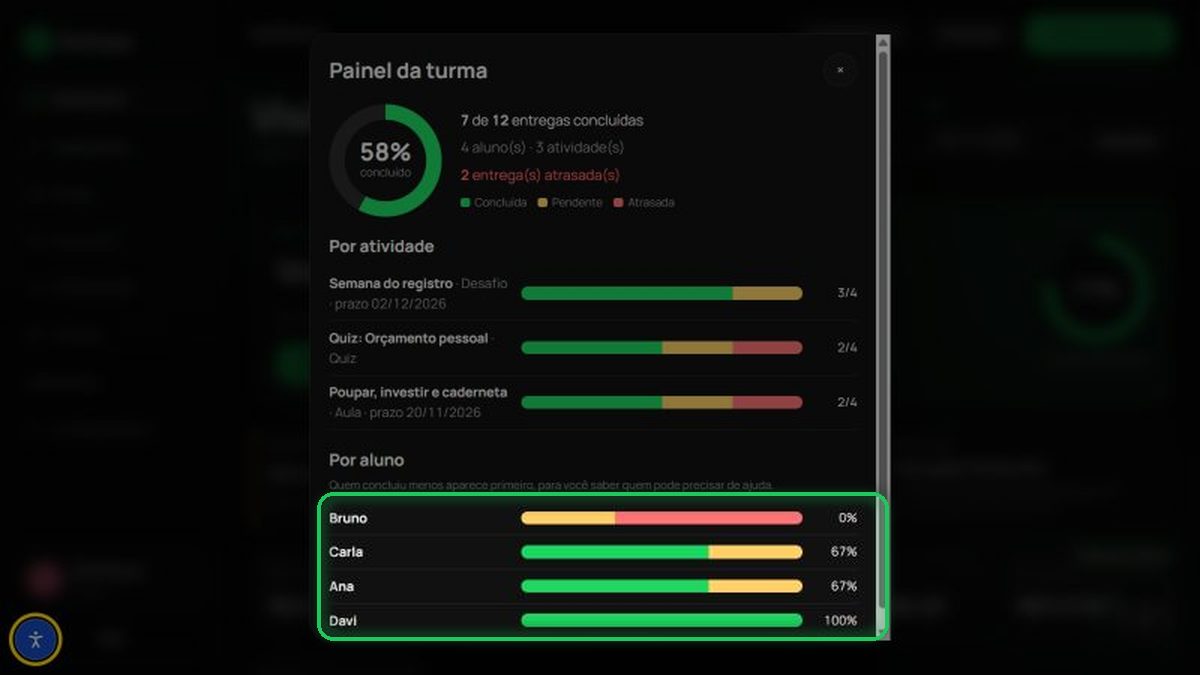 Painel da turma
×
58%
concluído
7 de 12 entregas concluídas
4 aluno(s) · 3 atividade(s)
2 entrega(s) atrasada(s)
Concluída Pendente Atrasada
Por atividade
Semana do registro · Desafio
· prazo 02/12/2026
3/4
Quiz: Orçamento pessoal ·
Quiz
2/4
Poupar, investir e caderneta
· Aula · prazo 20/11/2026
2/4
Por aluno
Quem concluiu menos aparece primeiro, para você saber quem pode precisar de ajuda.
Bruno 0%
Carla 67%
Ana 67%
Davi 100%